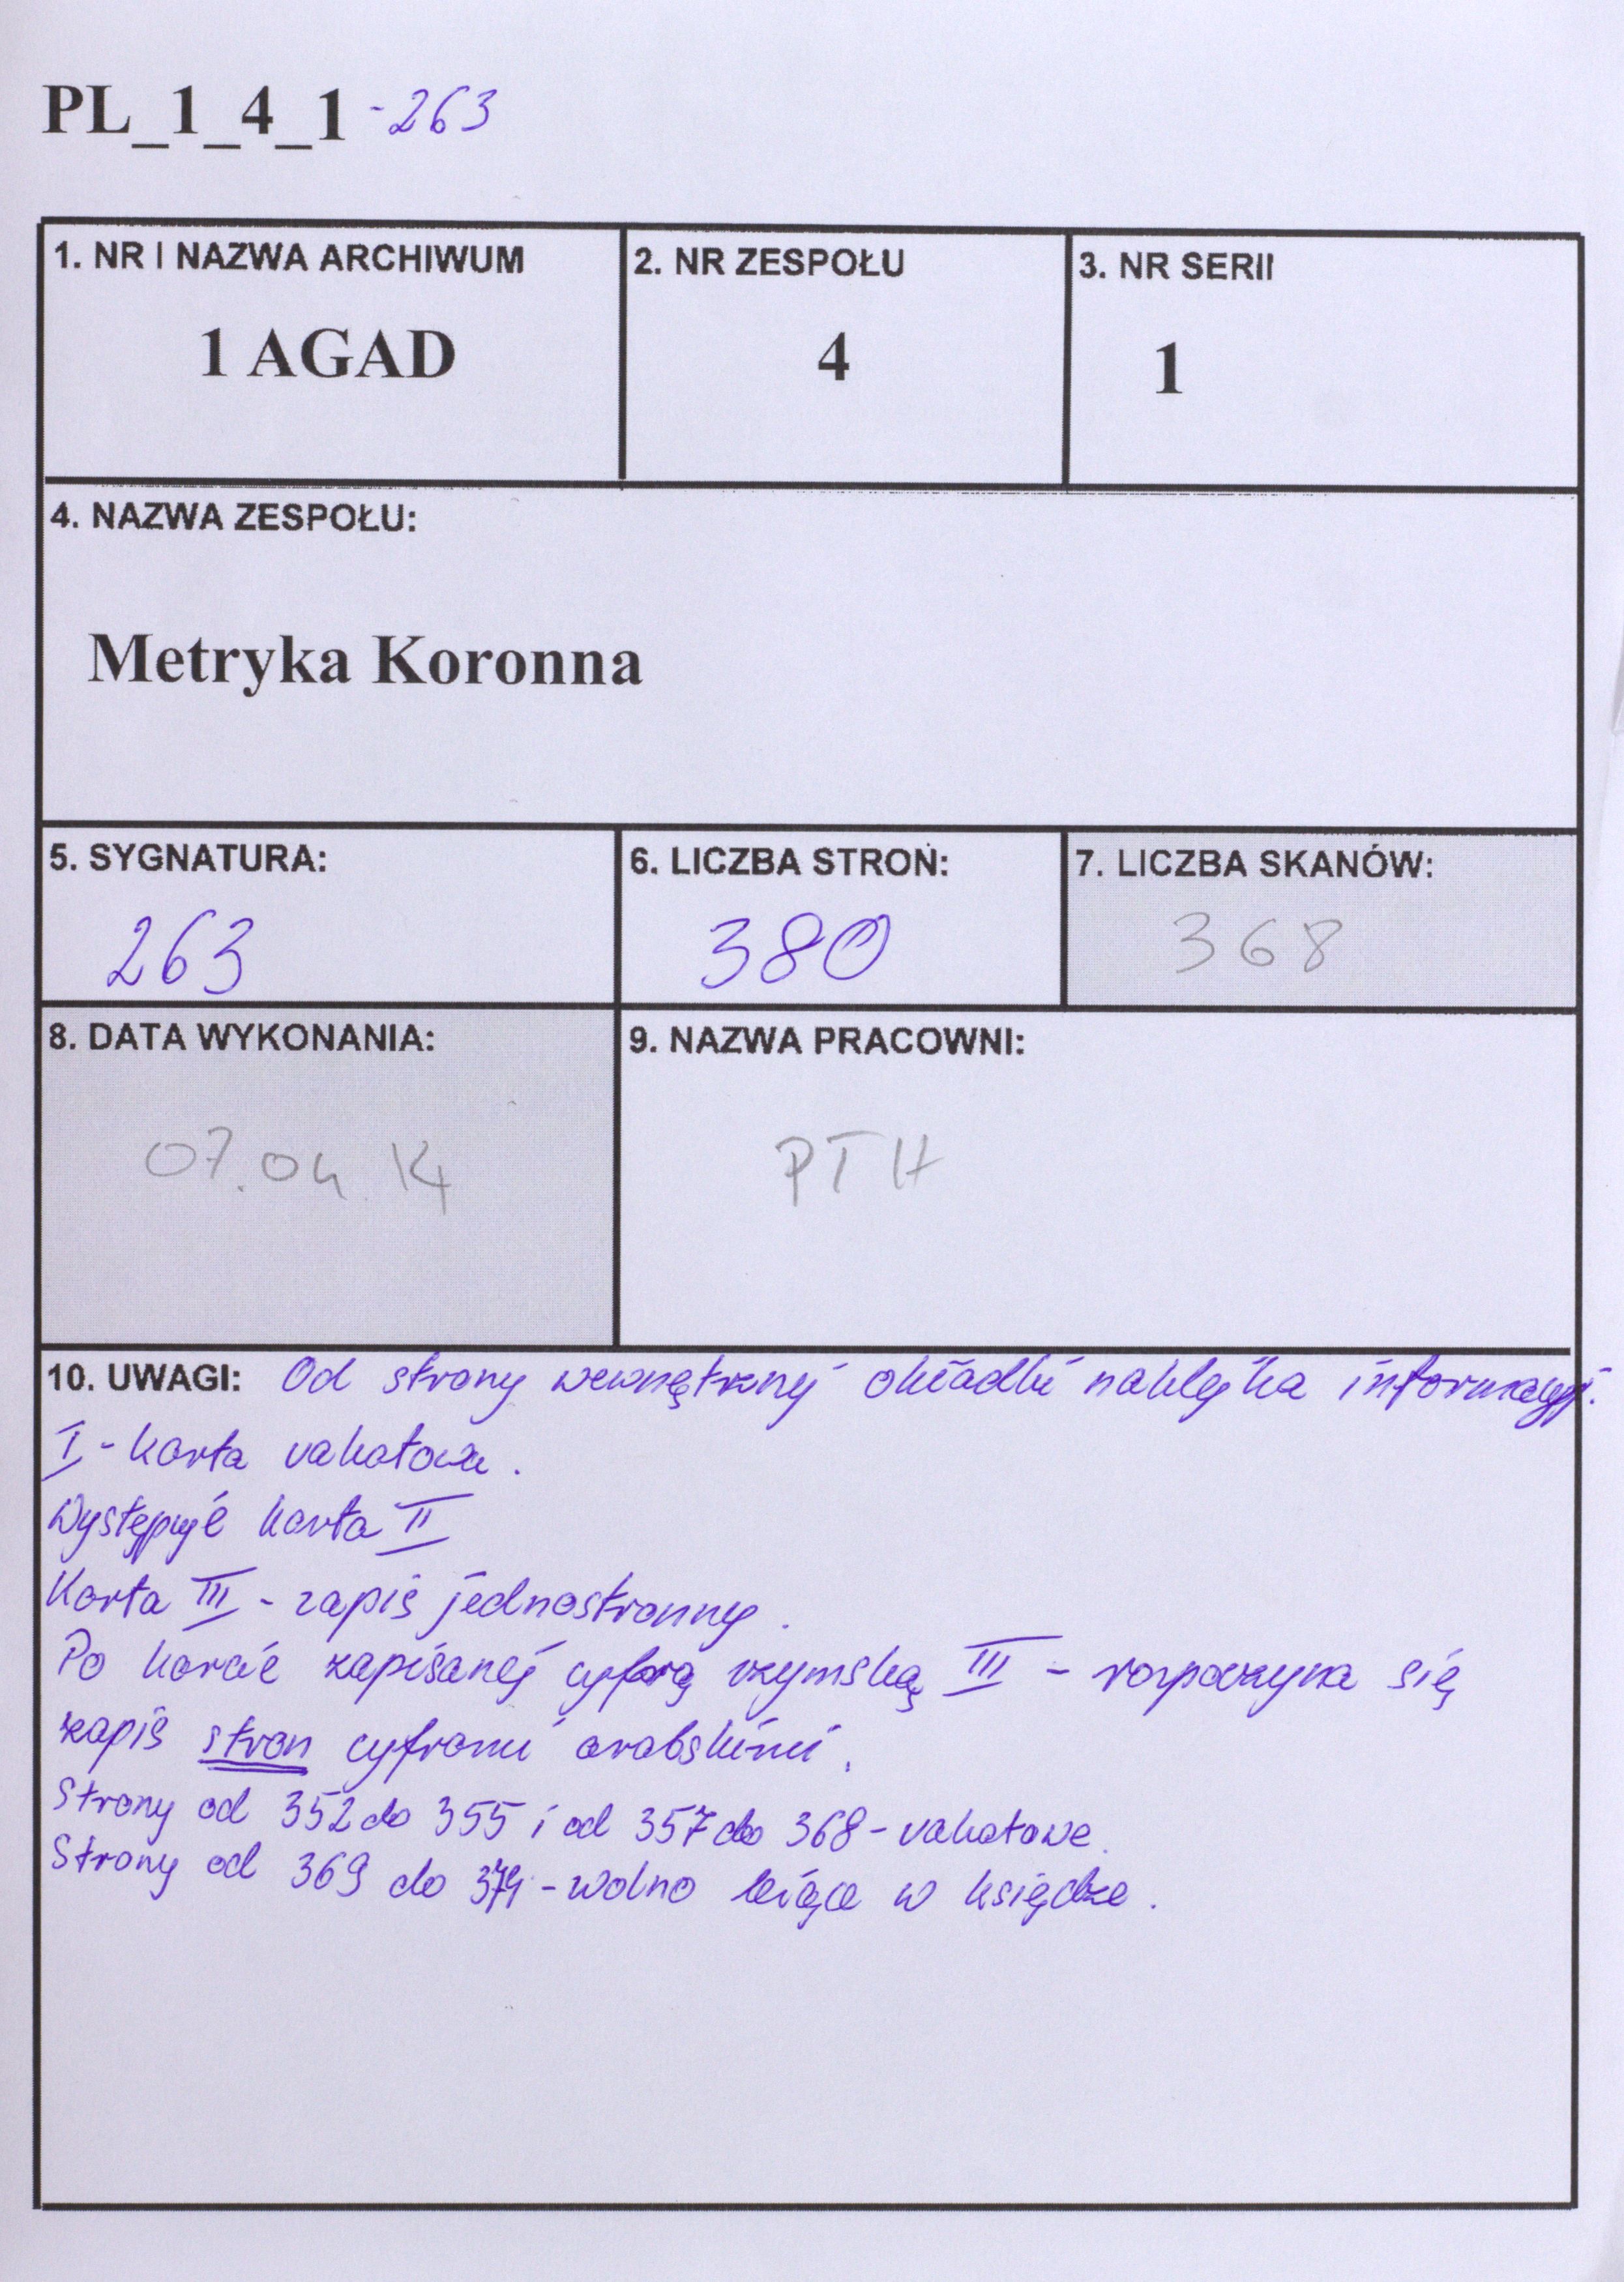 PL_1_4_1 -263
1. NR I NAZWA ARCHIWUM
1 AGAD
2. NR ZESPOŁU
4
3. NR SERII
1
4. NAZWA ZESPOŁU:
Metryka Koronna
5. SYGNATURA:
263
6. LICZBA STRON:
380
7. LICZBA SKANÓW:
368
8. DATA WYKONANIA:
07.04.14
9. NAZWA PRACOWNI:
PTH
10. UWAGI: Od strony wewnętrznej okładki naklejka informacyj.
I - karta vakatowa.
Występuje karta II
Karta III - zapis jednostronny.
Po karcie zapisanej cyfrą rzymską III - rozpoczyna się
zapis stron cyframi arabskimi.
Strony od 352 do 355 i od 357 do 368 - vakatowe.
Strony od 369 do - wolno leżące w księdze.